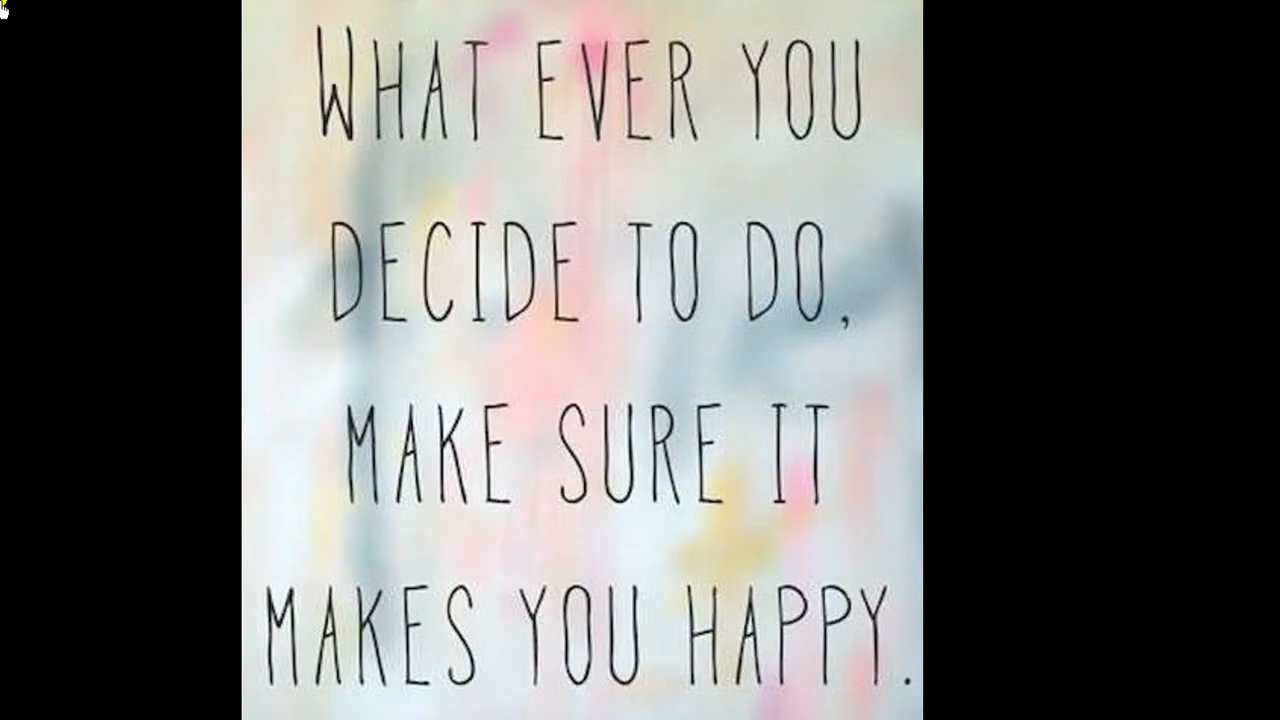 WHAT EVER YOU
DECIDE TO DO,
MAKE SURE IT
MAKES YOU HAPPY.